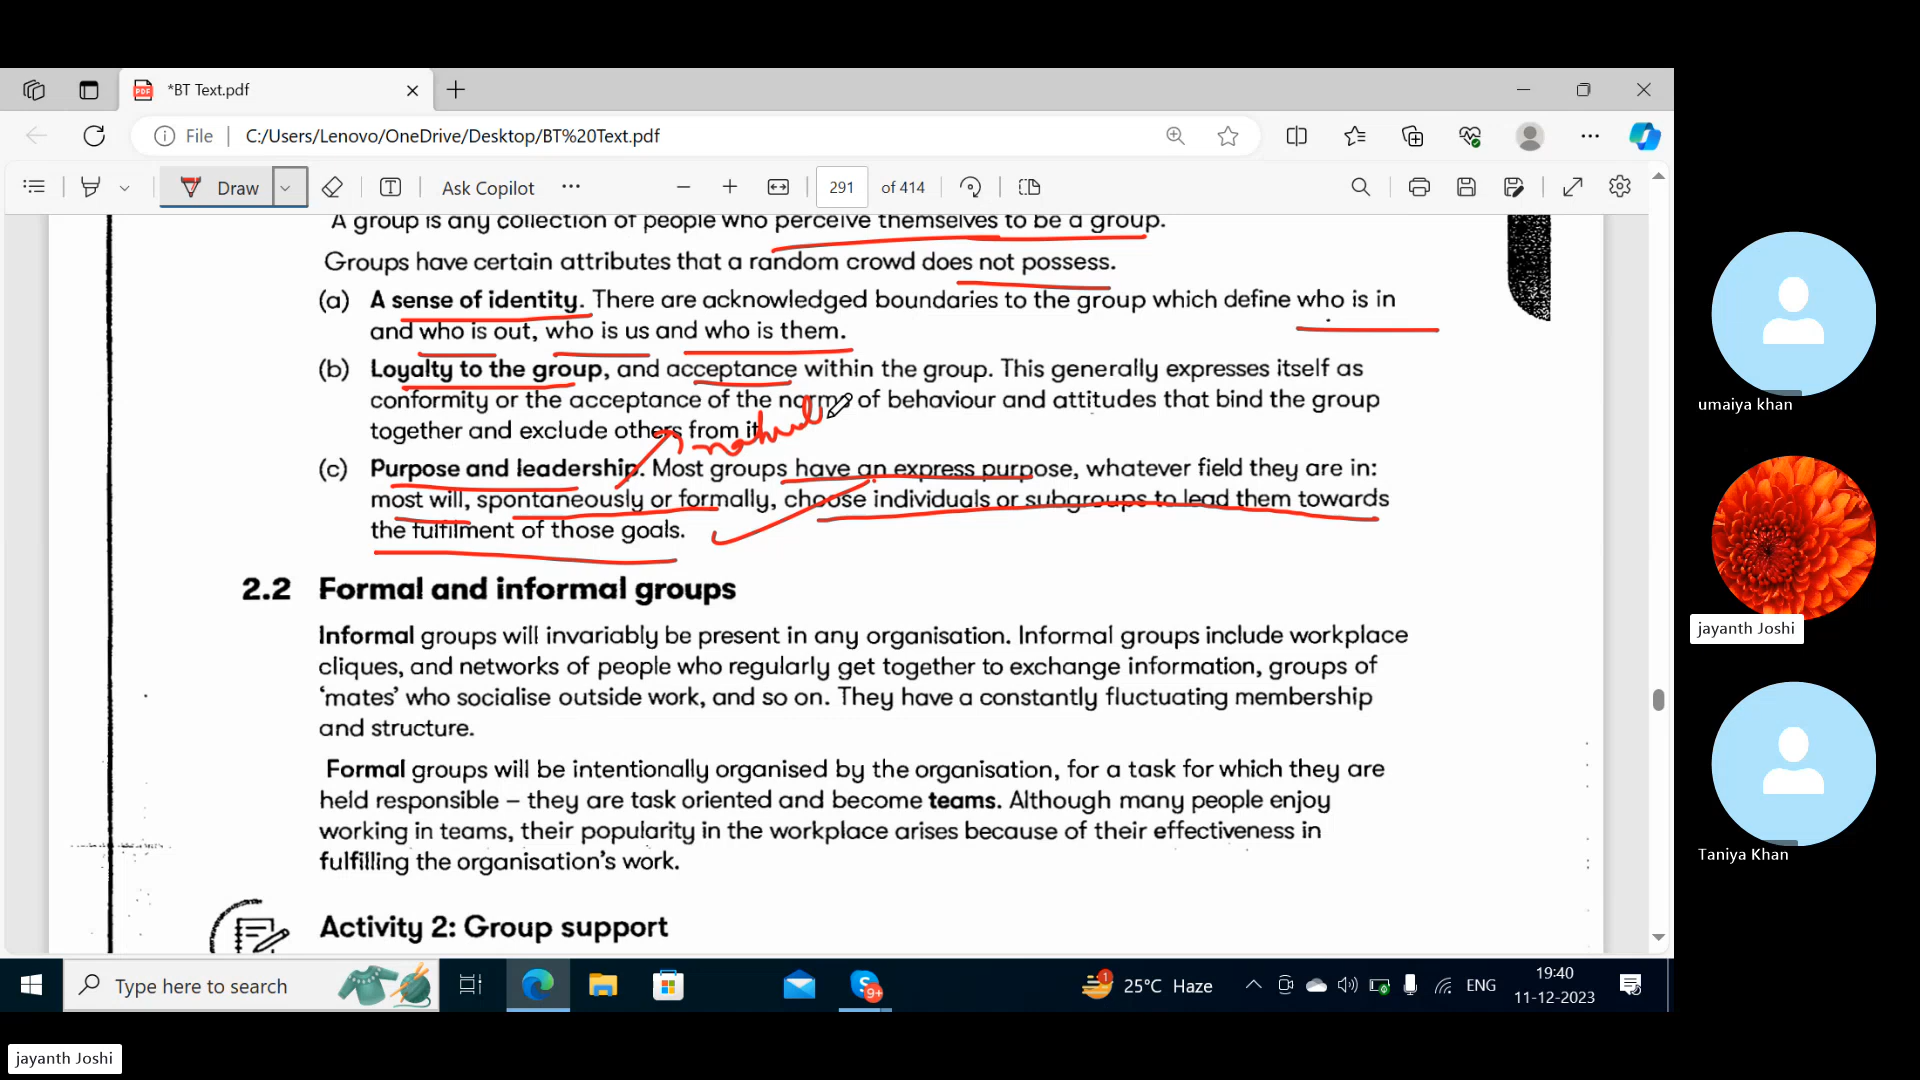 *BT Text.pdf
File
C:/Users/Lenovo/OneDrive/Desktop/BT%20Text.pdf
Draw
Ask Copilot
291 of 414
A group is any collection of people who perceive themselves to be a group.
Groups have certain attributes that a random crowd does not possess.
(a) A sense of identity. There are acknowledged boundaries to the group which define who is in
and who is out, who is us and who is them.
(b) Loyalty to the group, and acceptance within the group. This generally expresses itself as
conformity or the acceptance of the norms of behaviour and attitudes that bind the group
together and exclude others from it.
(c) Purpose and leadership. Most groups have an express purpose, whatever field they are in:
most will, spontaneously or formally, choose individuals or subgroups to lead them towards
the fulfilment of those goals.
2.2 Formal and informal groups
Informal groups will invariably be present in any organisation. Informal groups include workplace
cliques, and networks of people who regularly get together to exchange information, groups of
‘mates’ who socialise outside work, and so on. They have a constantly fluctuating membership
and structure.
Formal groups will be intentionally organised by the organisation, for a task for which they are
held responsible – they are task oriented and become teams. Although many people enjoy
working in teams, their popularity in the workplace arises because of their effectiveness in
fulfilling the organisation’s work.
Activity 2: Group support
umaiya khan
jayanth Joshi
Taniya Khan
Type here to search
9+
1
25°C Haze
ENG
19:40
11-12-2023
jayanth Joshi